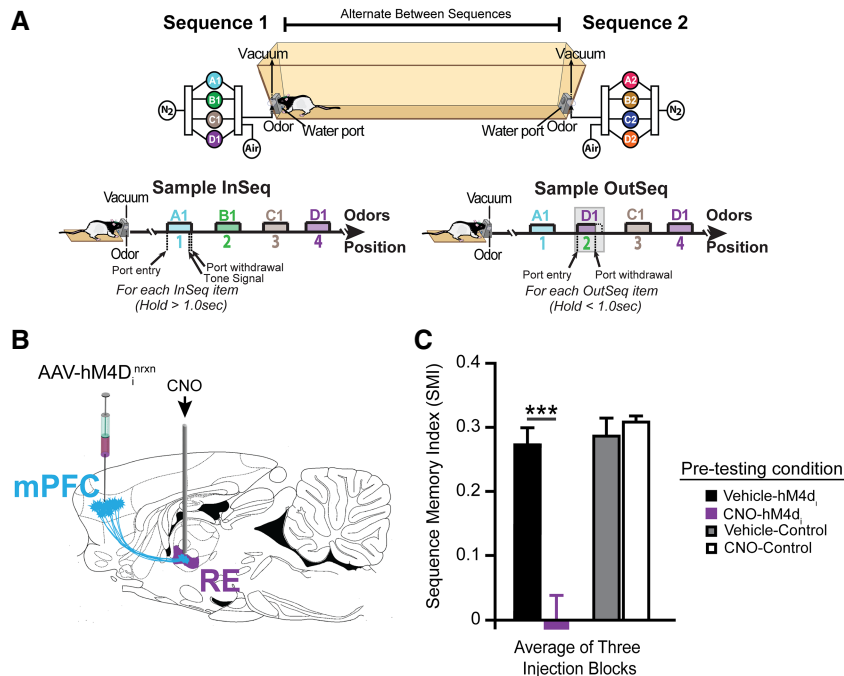 A
Sequence 1
Alternate Between Sequences
Sequence 2
Vacuum
Vacuum
A1
B1
C1
D1
N2
Air
Odor
Water port
Water port
Odor
A2
B2
C2
D2
N2
Air
Sample InSeq
Vacuum
A1
B1
C1
D1
Odors
1
2
3
4
Position
Odor
Port entry
Port withdrawal
Tone Signal
For each InSeq item
(Hold > 1.0sec)
Sample OutSeq
A1
D1
C1
D1
Odors
1
2
3
4
Position
Port entry
Port withdrawal
For each OutSeq item
(Hold < 1.0sec)
B
AAV-hM4Di nrxn
CNO
mPFC
RE
C
Sequence Memory Index (SMI)
0.4
0.3
0.2
0.1
0
***
Average of Three
Injection Blocks
Pre-testing condition
Vehicle-hM4di
CNO-hM4di
Vehicle-Control
CNO-Control